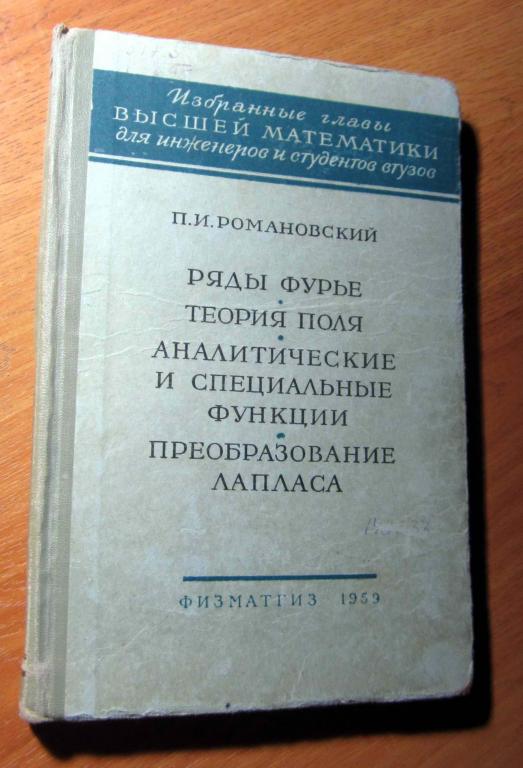 Избранные главы
ВЫСШЕЙ МАТЕМАТИКИ
для инженеров и студентов втузов
П.И.РОМАНОВСКИЙ
РЯДЫ ФУРЬЕ
ТЕОРИЯ ПОЛЯ
АНАЛИТИЧЕСКИЕ
И СПЕЦИАЛЬНЫЕ
ФУНКЦИИ
ПРЕОБРАЗОВАНИЕ
ЛАПЛАСА
ФИЗМАТГИЗ 1959